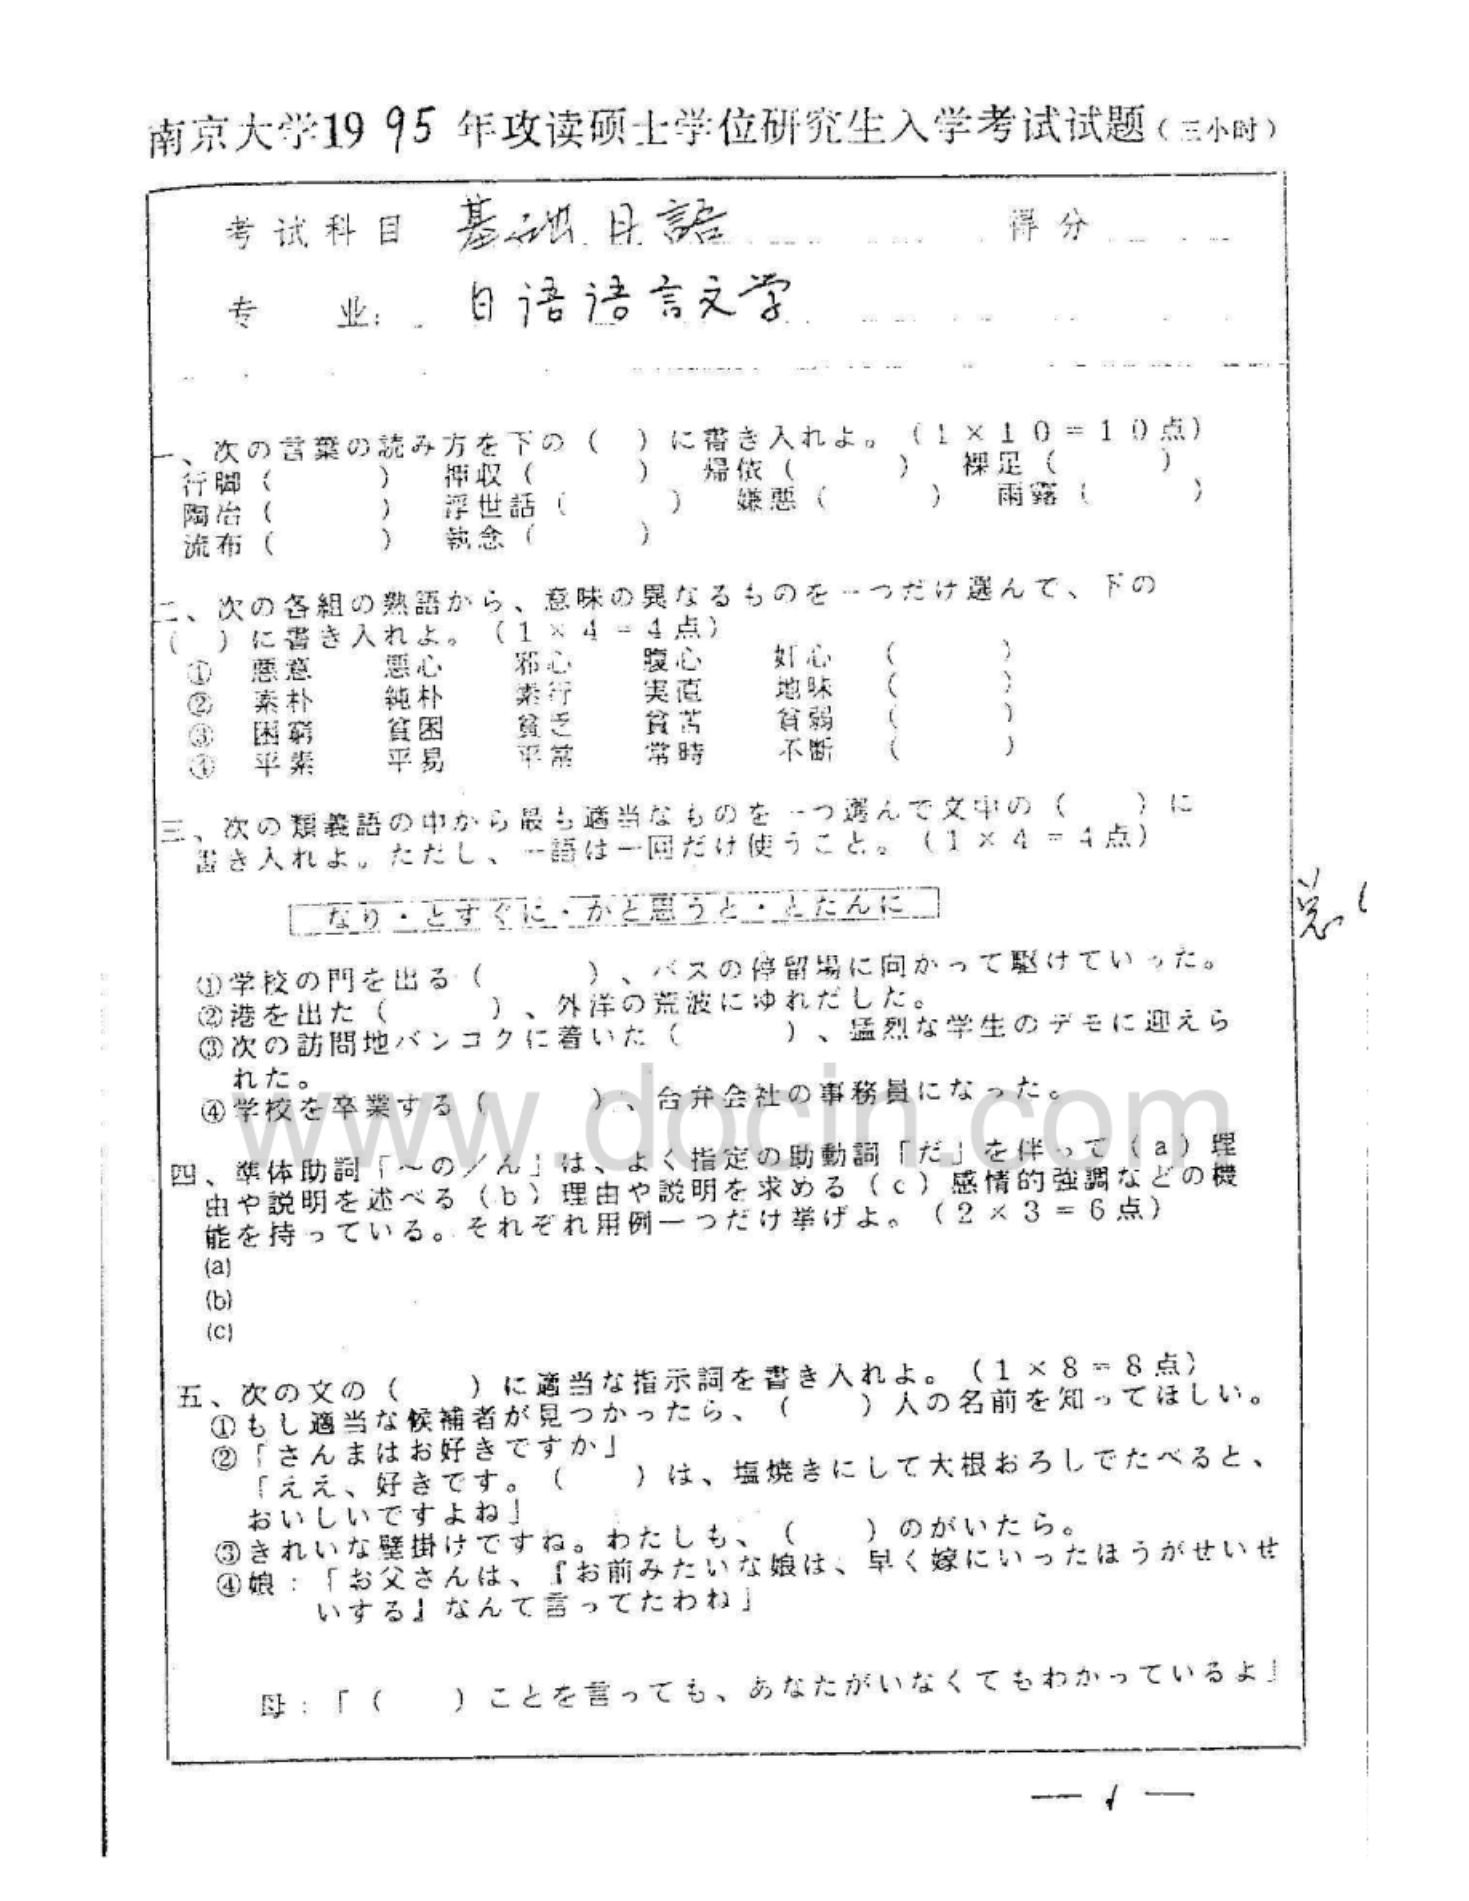 南京大学1995年攻读硕士学位研究生入学考试试题(三小时)
考试科目 基础日語 得分
专 业: 日语语言文学
一、次の言葉の読み方を下の( )に書き入れよ。(1×10=10点)
行脚( ) 押収( ) 帰依( ) 裸足( )
陶冶( ) 浮世話( ) 嫌悪( ) 雨露( )
流布( ) 執念( )
二、次の各組の熟語から、意味の異なるものを一つだけ選んで、下の
( )に書き入れよ。(1×4=4点)
① 悪意 悪心 邪心 腹心 奸心 ( )
② 素朴 純朴 素行 実直 地味 ( )
③ 困窮 貧困 貧乏 貧苦 貧弱 ( )
④ 平素 平易 平常 常時 不断 ( )
三、次の類義語の中から最も適当なものを一つ選んで文中の( )に
書き入れよ。ただし、一語は一回だけ使うこと。(1×4=4点)
なり・とすぐに・かと思うと・とたんに
①学校の門を出る( )、バスの停留場に向かって駆けていった。
②港を出た( )、外洋の荒波にゆれだした。
③次の訪問地バンコクに着いた( )、猛烈な学生のデモに迎えら
れた。
④学校を卒業する( )、合弁会社の事務員になった。
四、準体助詞「~の/ん」は、よく指定の助動詞「だ」を伴って(a)理
由や説明を述べる(b)理由や説明を求める(c)感情的強調などの機
能を持っている。それぞれ用例一つだけ挙げよ。(2×3=6点)
(a)
(b)
(c)
五、次の文の( )に適当な指示詞を書き入れよ。(1×8=8点)
①もし適当な候補者が見つかったら、( )人の名前を知ってほしい。
②「さんまはお好きですか」
「ええ、好きです。( )は、塩焼きにして大根おろしでたべると、
おいしいですよね」
③きれいな壁掛けですね。わたしも、( )のがいたら。
④娘:「お父さんは、『お前みたいな娘は、早く嫁にいったほうがせいせ
いする』なんて言ってたわね」
母:「( )ことを言っても、あなたがいなくてもわかっているよ」
— 1 —
www.docin.com